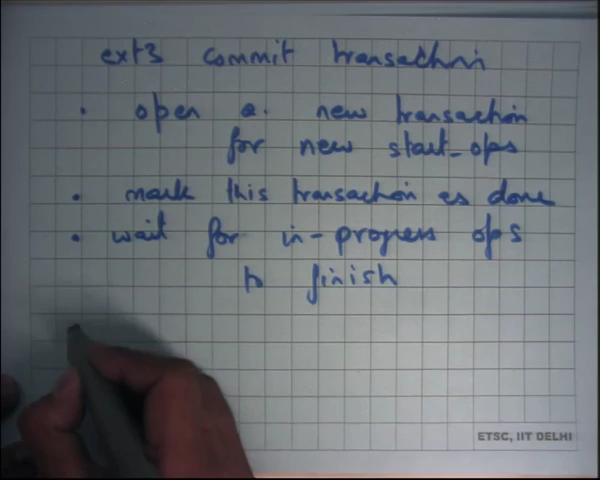 ext3 commit transaction
• open a new transaction
for new start_ops
• mark this transaction as done
• wait for in-progress ops
to finish
ETSC, IIT DELHI